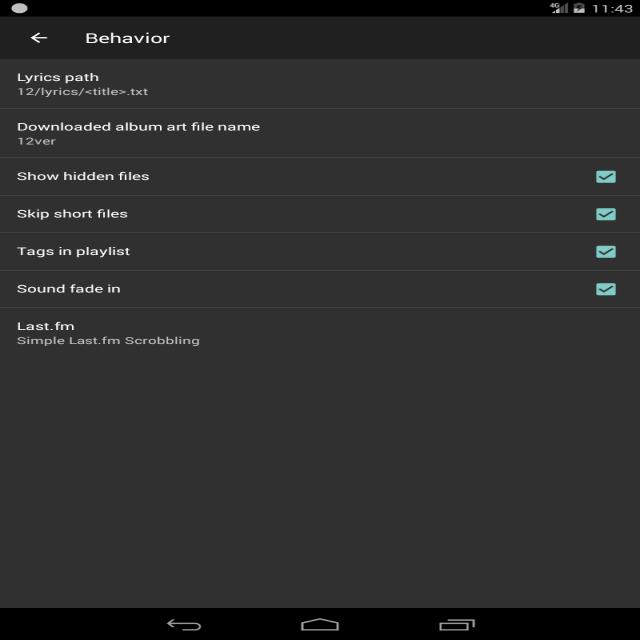 4G 11:43
Behavior
Lyrics path
12/lyrics/<title>.txt
Downloaded album art file name
12ver
Show hidden files
Skip short files
Tags in playlist
Sound fade in
Last.fm
Simple Last.fm Scrobbling